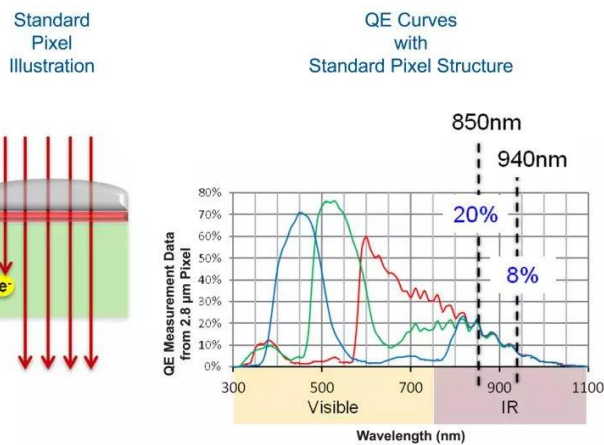 Standard
Pixel
Illustration
e-
QE Curves
with
Standard Pixel Structure
850nm
940nm
QE Measurement Data
from 2.8 µm Pixel
80%
70%
60%
50%
40%
30%
20%
10%
0%
20%
8%
300
500
700
900
1100
Visible
IR
Wavelength (nm)